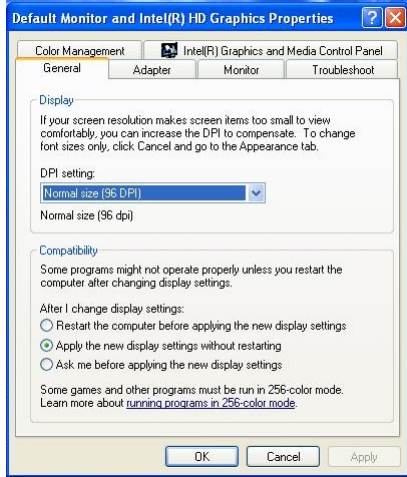 Default Monitor and Intel(R) HD Graphics Properties
Color Management
Intel(R) Graphics and Media Control Panel
General
Adapter
Monitor
Troubleshoot
Display
If your screen resolution makes screen items too small to view
comfortably, you can increase the DPI to compensate. To change
font sizes only, click Cancel and go to the Appearance tab.
DPI setting:
Normal size (96 DPI)
Normal size (96 dpi)
Compatibility
Some programs might not operate properly unless you restart the
computer after changing display settings.
After I change display settings:
Restart the computer before applying the new display settings
Apply the new display settings without restarting
Ask me before applying the new display settings
Some games and other programs must be run in 256-color mode.
Learn more about running programs in 256-color mode.
OK
Cancel
Apply